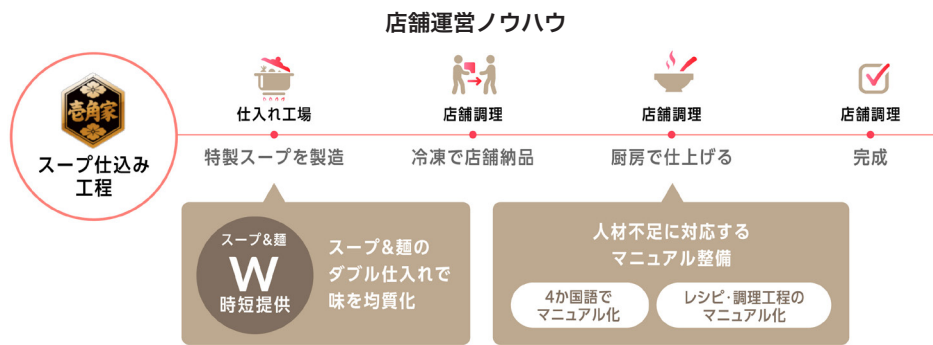 店舗運営ノウハウ
壱角家
スープ仕込み
工程
仕入れ工場
特製スープを製造
店舗調理
冷凍で店舗納品
店舗調理
厨房で仕上げる
店舗調理
完成
スープ&麺
W
時短提供
スープ&麺の
ダブル仕入れで
味を均質化
人材不足に対応する
マニュアル整備
4か国語で
マニュアル化
レシピ・調理工程の
マニュアル化